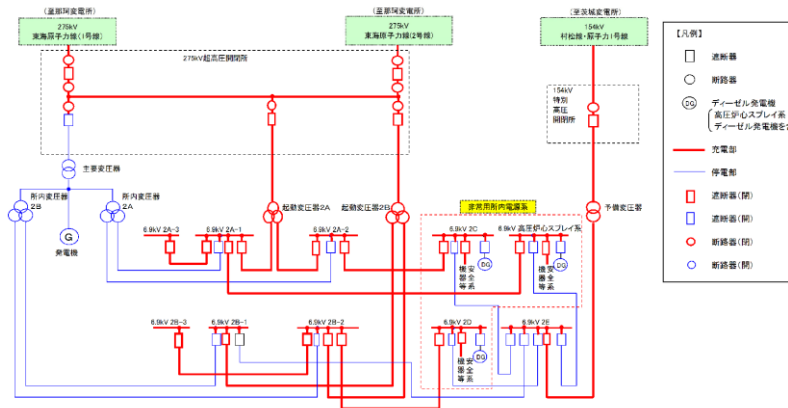 (至那珂変電所)
275kV
東海原子力線(1号線)
(至那珂変電所)
275kV
東海原子力線(2号線)
(至茨城変電所)
154kV
村松線・原子力1号線
275kV超高圧開閉所
154kV
特別
高圧
開閉所
主要変圧器
所内変圧器
2B
所内変圧器
2A
G
発電機
起動変圧器2A
起動変圧器2B
予備変圧器
非常用所内電源系
6.9kV 2A-3
6.9kV 2A-1
6.9kV 2A-2
6.9kV 2C
6.9kV 高圧炉心スプレイ系
DG
DG
機安
器全
等系
機安
器全
等系
6.9kV 2B-3
6.9kV 2B-1
6.9kV 2B-2
6.9kV 2D
6.9kV 2E
DG
機安
器全
等系
【凡例】
遮断器
断路器
DG
ディーゼル発電機
高圧炉心スプレイ系
ディーゼル発電機を含
充電部
停電部
遮断器(閉)
遮断器(開)
断路器(閉)
断路器(開)